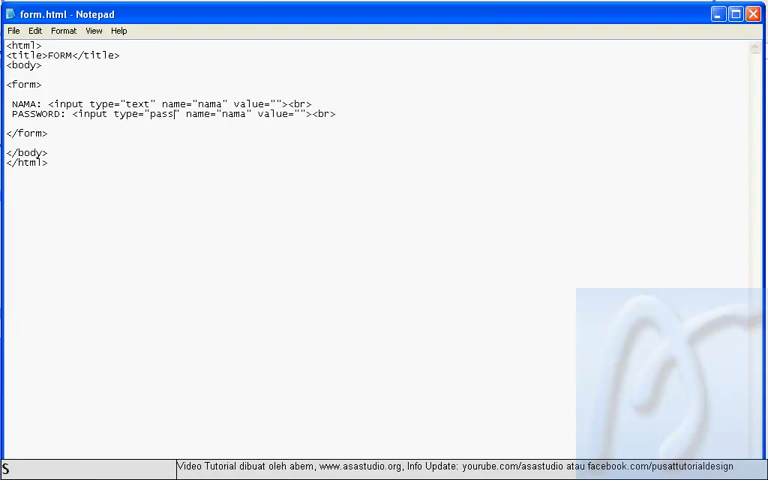 form.html - Notepad
File Edit Format View Help
<html>
<title>FORM</title>
<body>
<form>
NAMA: <input type="text" name="nama" value=""><br>
PASSWORD: <input type="pass" name="nama" value=""><br>
</form>
</body>
</html>
S
Video Tutorial dibuat oleh abem, www.asastudio.org, Info Update: yourube.com/asastudio atau facebook.com/pusattutorialdesign